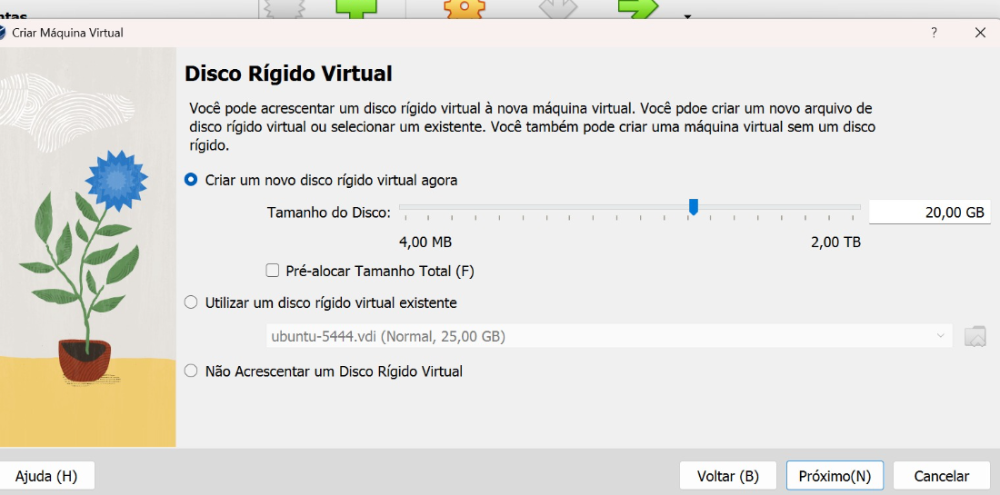 ntas
Criar Máquina Virtual
?
Disco Rígido Virtual
Você pode acrescentar um disco rígido virtual à nova máquina virtual. Você pdoe criar um novo arquivo de
disco rígido virtual ou selecionar um existente. Você também pode criar uma máquina virtual sem um disco
rígido.
Criar um novo disco rígido virtual agora
Tamanho do Disco:
20,00 GB
4,00 MB
2,00 TB
Pré-alocar Tamanho Total (F)
Utilizar um disco rígido virtual existente
ubuntu-5444.vdi (Normal, 25,00 GB)
Não Acrescentar um Disco Rígido Virtual
Ajuda (H)
Voltar (B)
Próximo(N)
Cancelar